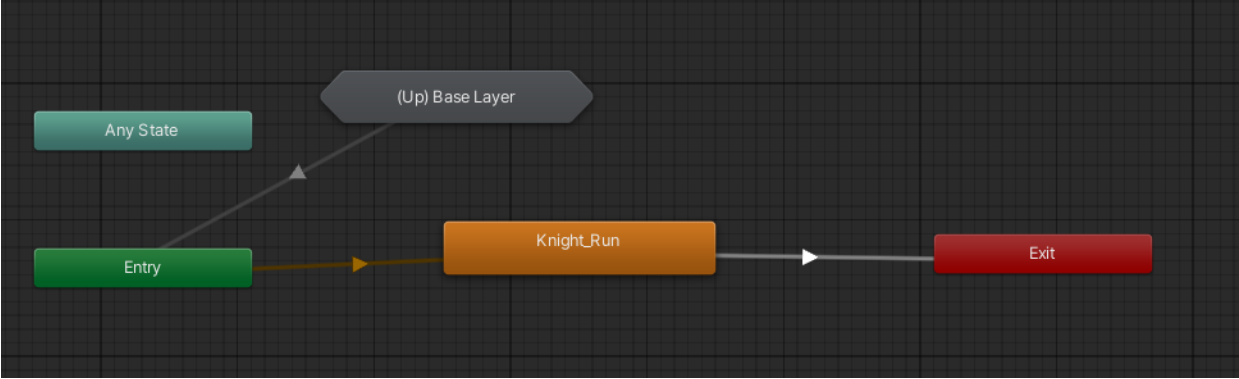 (Up) Base Layer
Any State
Knight_Run
Exit
Entry